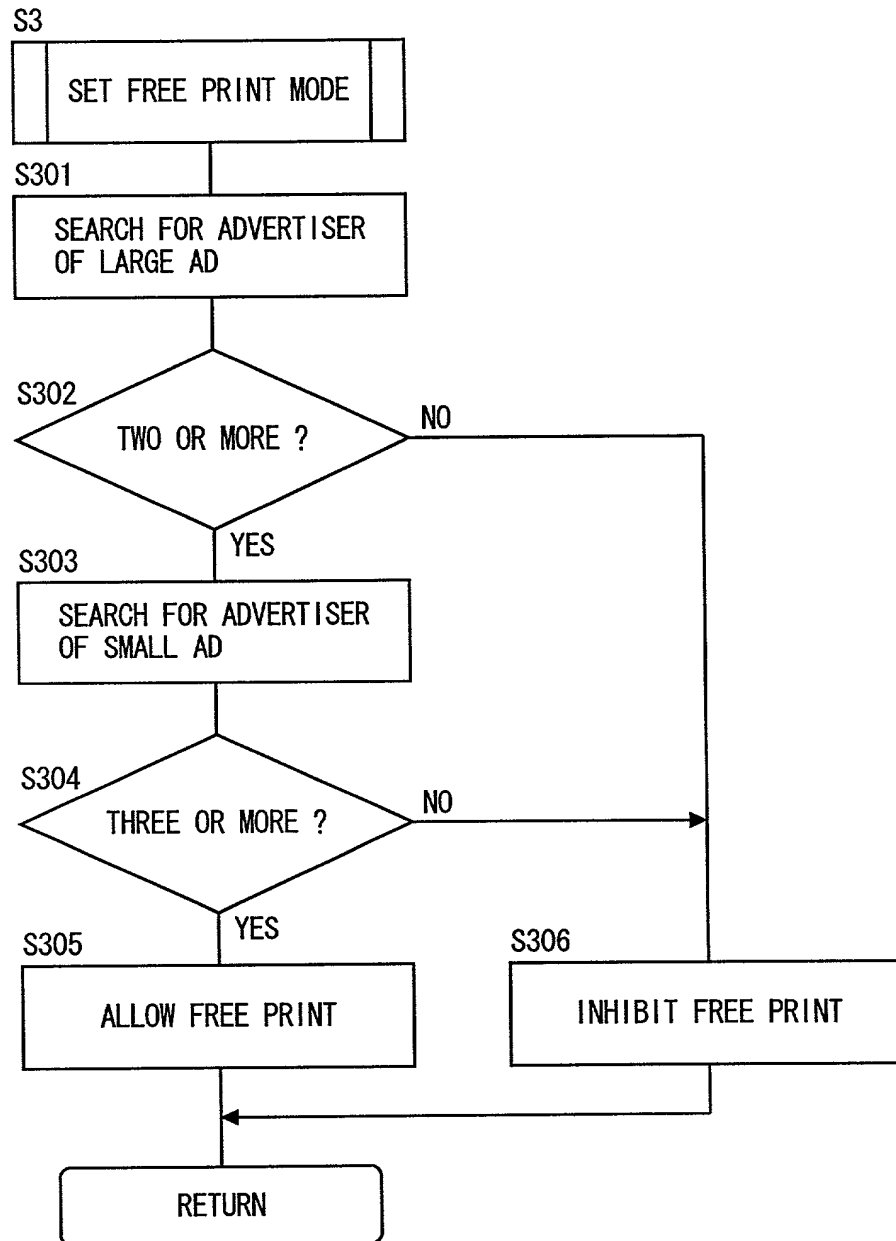 S3
SET FREE PRINT MODE
S301
SEARCH FOR ADVERTISER
OF LARGE AD
S302
TWO OR MORE ?
NO
YES
S303
SEARCH FOR ADVERTISER
OF SMALL AD
S304
THREE OR MORE ?
NO
YES
S305
ALLOW FREE PRINT
S306
INHIBIT FREE PRINT
RETURN